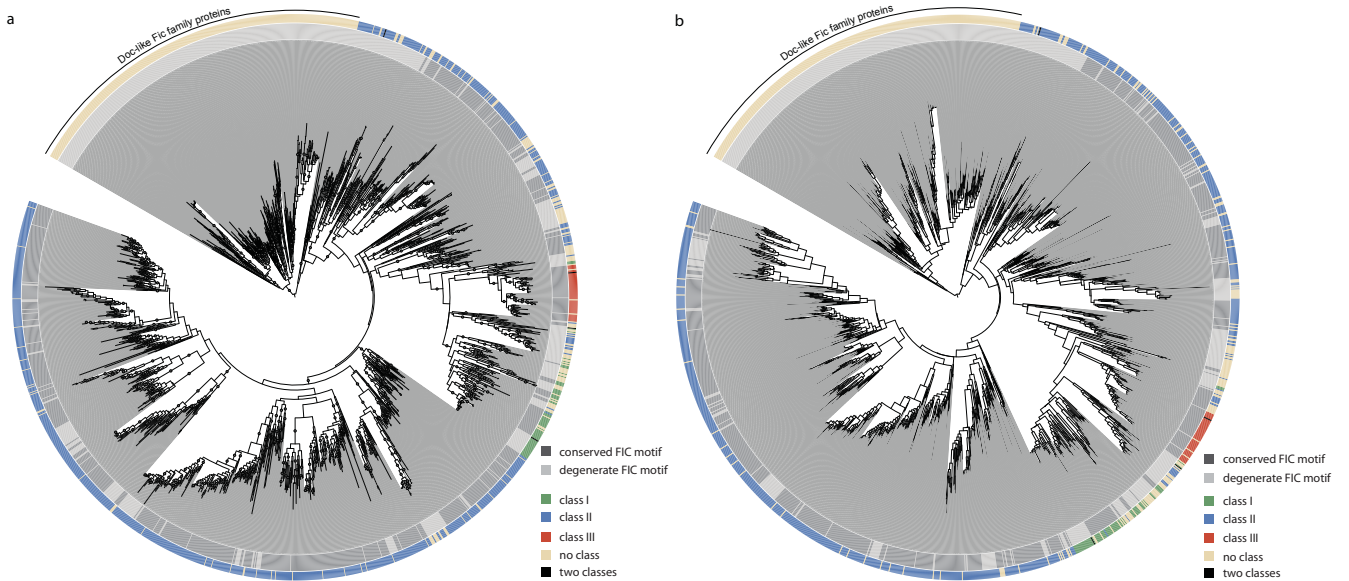 a
Doc-like Fic family proteins
conserved FIC motif
degenerate FIC motif
class I
class II
class III
no class
two classes
b
Doc-like Fic family proteins
conserved FIC motif
degenerate FIC motif
class I
class II
class III
no class
two classes